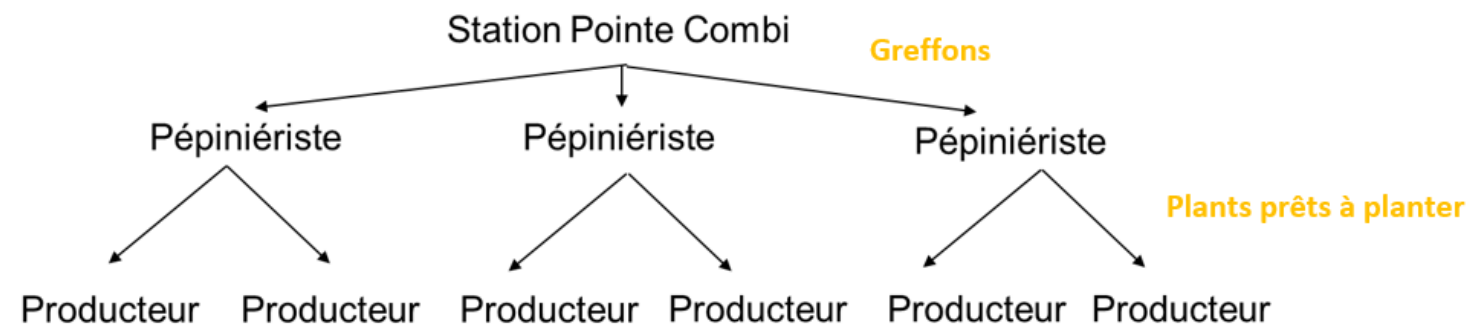 Station Pointe Combi
Greffons
Pépiniériste
Pépiniériste
Pépiniériste
Plants prêts à planter
Producteur
Producteur
Producteur
Producteur
Producteur
Producteur